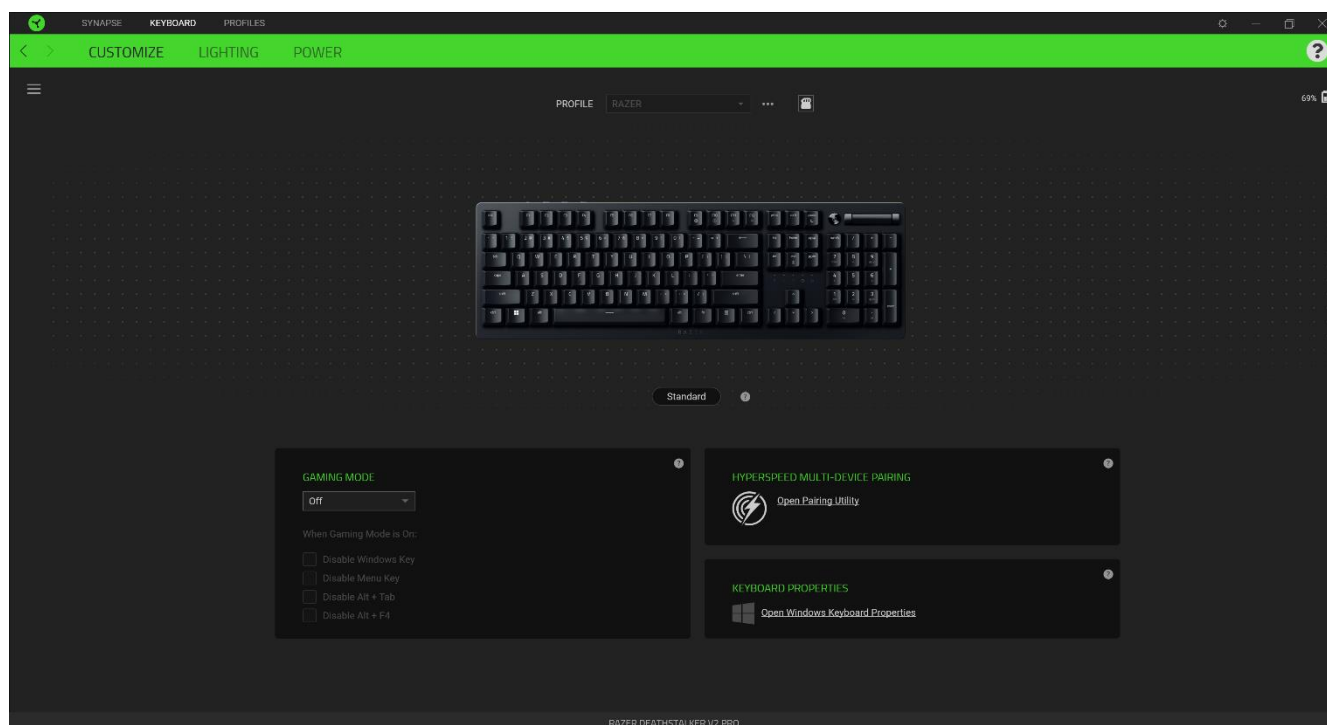 SYNAPSE KEYBOARD PROFILES
CUSTOMIZE LIGHTING POWER
PROFILE RAZER
69%
Standard
GAMING MODE
Off
When Gaming Mode is On:
Disable Windows Key
Disable Menu Key
Disable Alt + Tab
Disable Alt + F4
HYPERSPEED MULTI-DEVICE PAIRING
Open Pairing Utility
KEYBOARD PROPERTIES
Open Windows Keyboard Properties
RAZER DEATHSTALKER V2 PRO